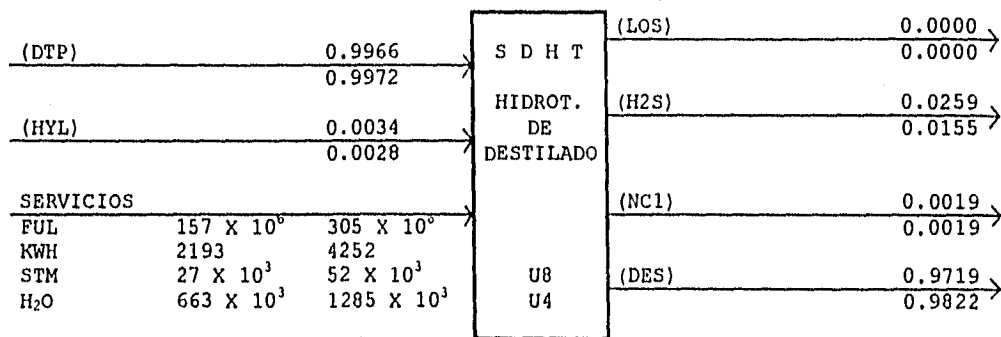 (DTP) 0.9966
0.9972
(HYL) 0.0034
0.0028
SERVICIOS
FUL 157 X 10⁶ 305 X 10⁶
KWH 2193 4252
STM 27 X 10³ 52 X 10³
H₂O 663 X 10³ 1285 X 10³
S D H T
HIDROT.
DE
DESTILADO
U8
U4
(LOS) 0.0000
0.0000
(H2S) 0.0259
0.0155
(NC1) 0.0019
0.0019
(DES) 0.9719
0.9822